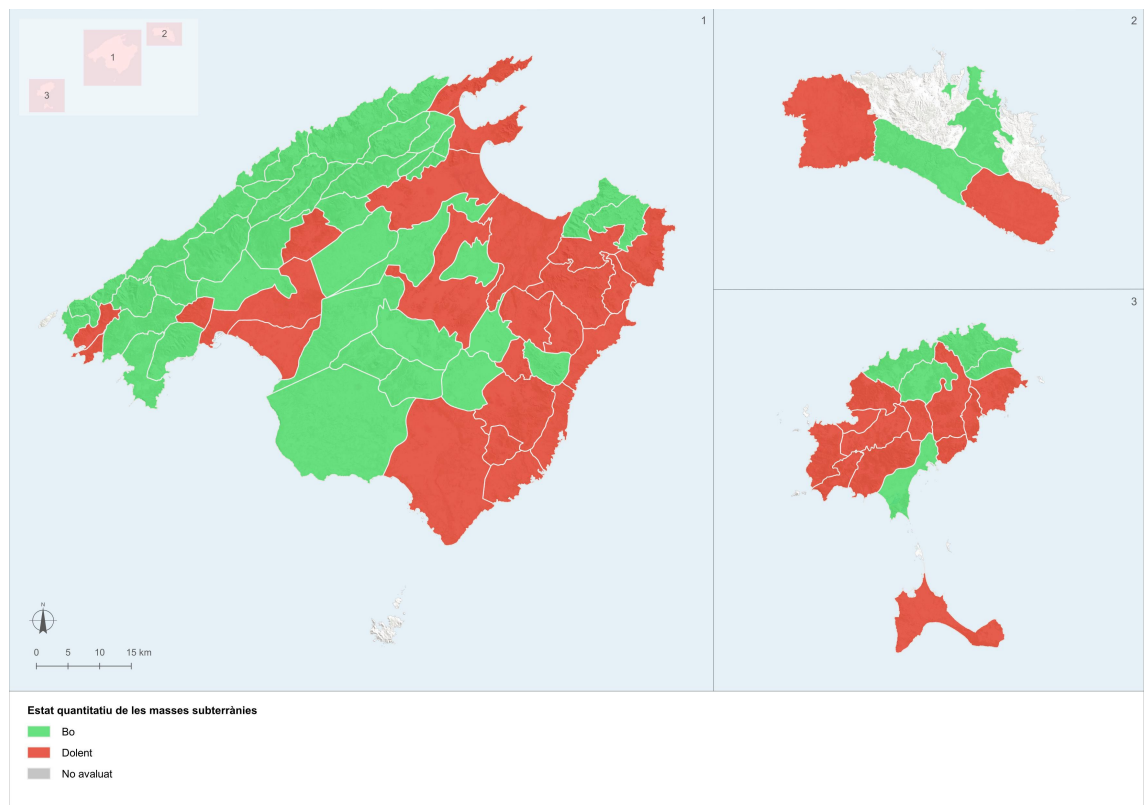 1
2
3
1
2
3
N
0 5 10 15 km
Estat quantitatiu de les masses subterrànies
Bo
Dolent
No avaluat